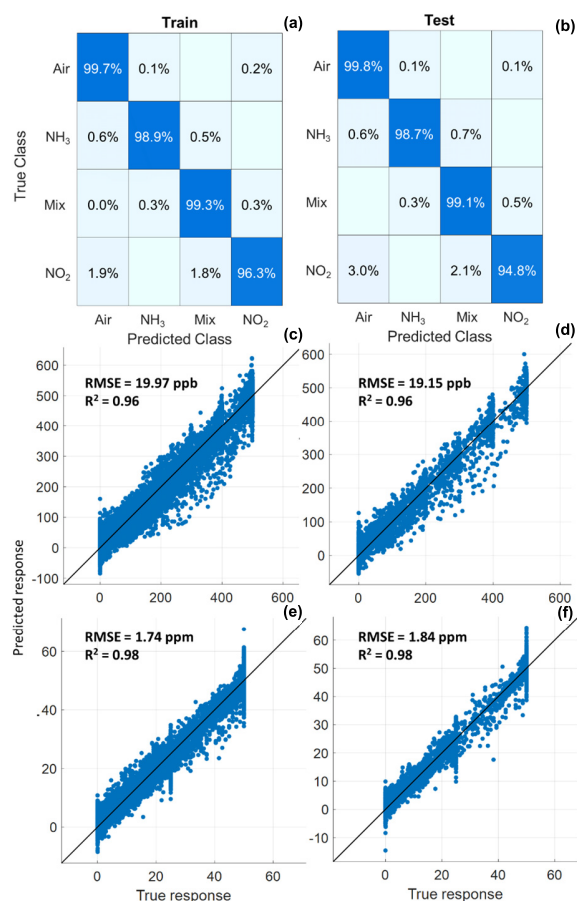 Train
(a)
Test
(b)
True Class
Air
99.7%
0.1%
0.2%
NH₃
0.6%
98.9%
0.5%
Mix
0.0%
0.3%
99.3%
0.3%
NO₂
1.9%
1.8%
96.3%
Air
NH₃
Mix
NO₂
Predicted Class
Air
99.8%
0.1%
0.1%
NH₃
0.6%
98.7%
0.7%
Mix
0.3%
99.1%
0.5%
NO₂
3.0%
2.1%
94.8%
Air
NH₃
Mix
NO₂
Predicted Class
(c)
RMSE = 19.97 ppb
R² = 0.96
600
500
400
300
200
100
0
-100
0
200
400
600
(d)
RMSE = 19.15 ppb
R² = 0.96
600
500
400
300
200
100
0
0
200
400
600
Predicted response
(e)
RMSE = 1.74 ppm
R² = 0.98
60
40
20
0
0
20
40
60
True response
(f)
RMSE = 1.84 ppm
R² = 0.98
60
50
40
30
20
10
0
-10
0
20
40
60
True response